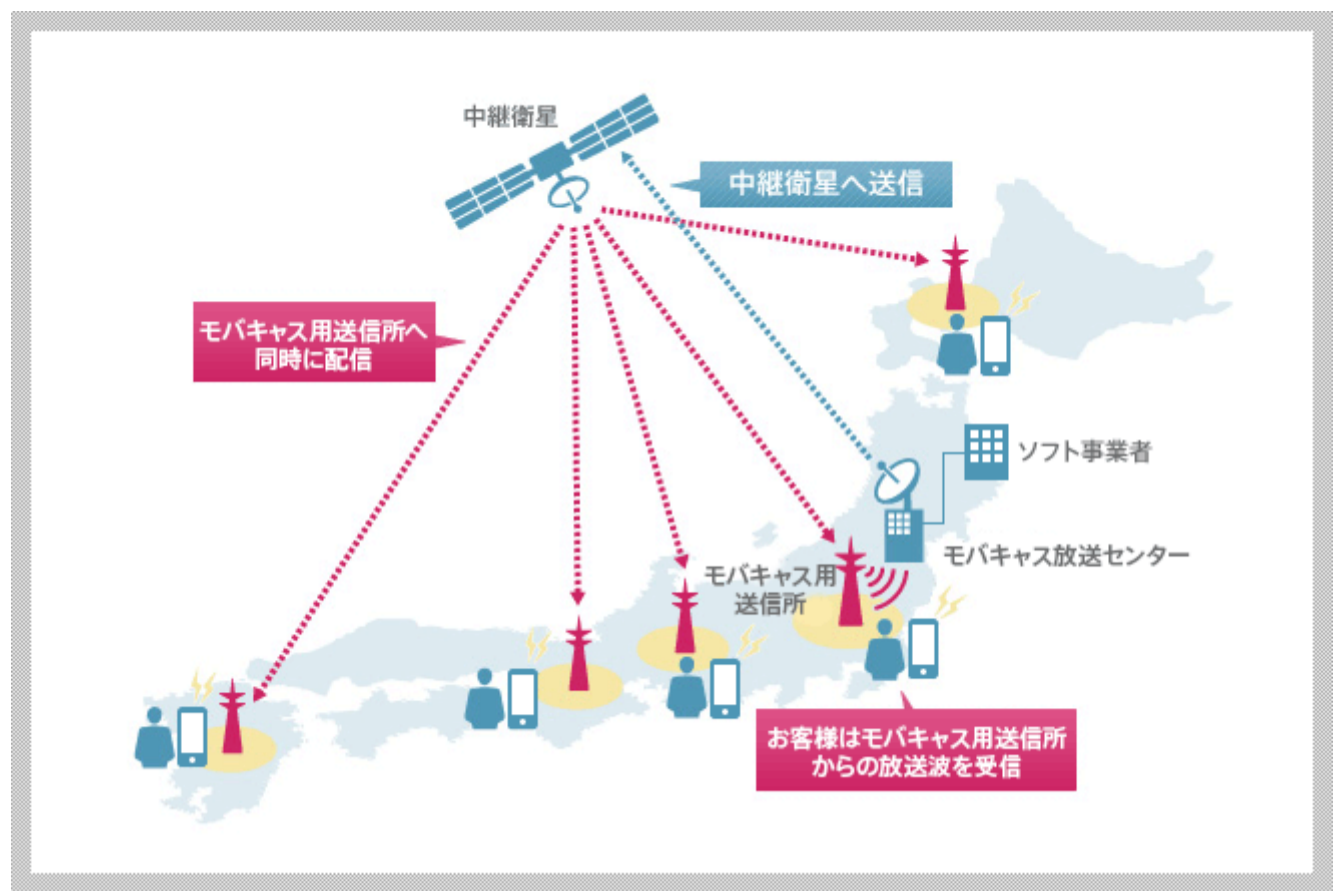 中継衛星
中継衛星へ送信
モバキャス用送信所へ
同時に配信
ソフト事業者
モバキャス放送センター
モバキャス用
送信所
お客様はモバキャス用送信所
からの放送波を受信